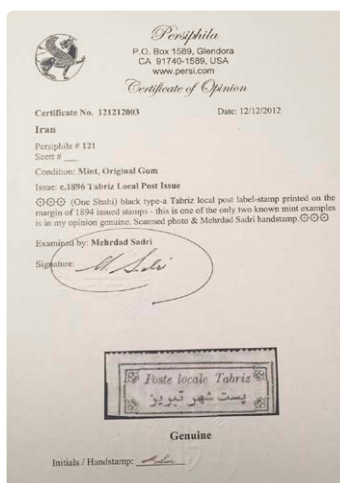 Persiphila
P.O. Box 1589, Glendora
CA 91740-1589, USA
www.persi.com
Certificate of Opinion
Certificate No. 121212003 Date: 12/12/2012
Iran
Persiphile # 121
Scott # __
Condition: Mint, Original Gum
Issue: c.1896 Tabriz Local Post Issue
(One Shahi) black type-a Tabriz local post label-stamp printed on the
margin of 1894 issued stamps - this is one of the only two known mint examples
is in my opinion genuine. Scanned photo & Mehrdad Sadri handstamp.
Examined by: Mehrdad Sadri
Signature: M. Sadri
Poste locale Tabriz
پست شهر تبریز
Genuine
Initials / Handstamp: